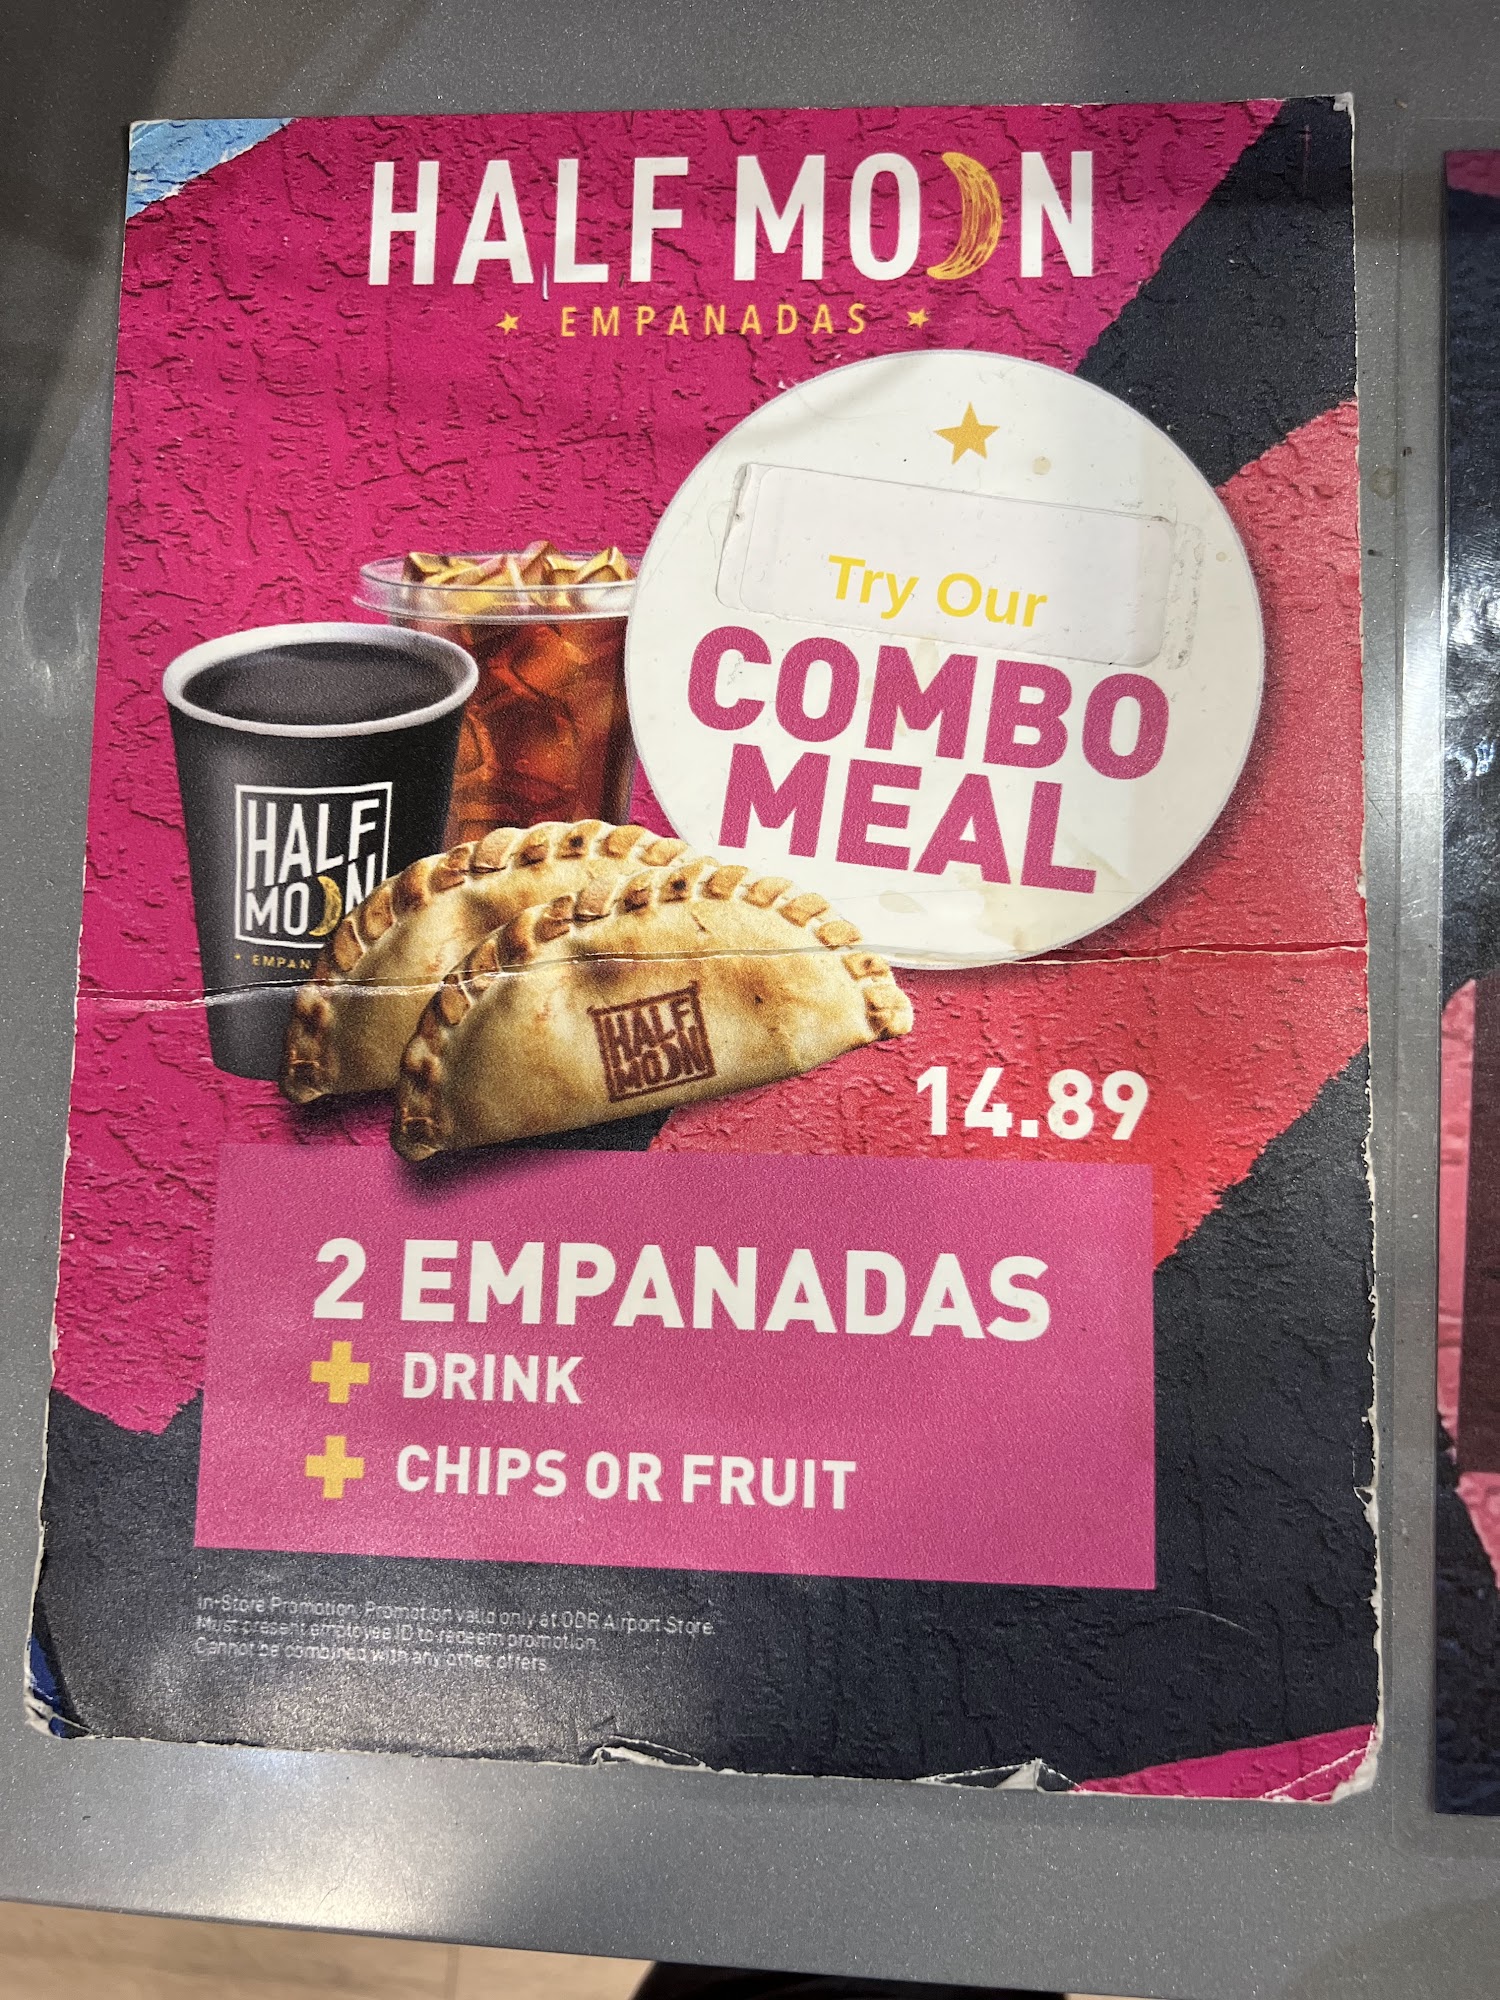 HALF MOON
★ EMPANADAS ★
Try Our
COMBO
MEAL
HALF
MOON
EMPAN
HALF
MOON
14.89
2 EMPANADAS
+ DRINK
+ CHIPS OR FRUIT
In-Store Promotion. Promotion valid only at Airport Store.
Must present employee ID to redeem promotion.
Cannot be combined with any other offers.